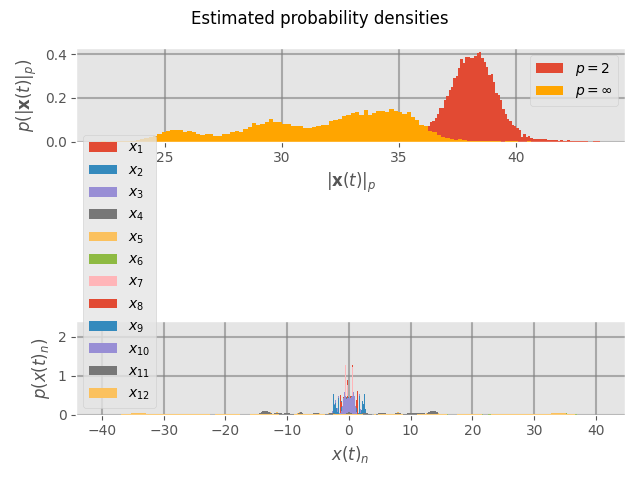 Estimated probability densities
p(|x(t)|ₚ)
0.4
0.2
0.0
p = 2
p = ∞
25 30 35 40
|x(t)|ₚ
x₁
x₂
x₃
x₄
x₅
x₆
x₇
x₈
x₉
x₁₀
x₁₁
x₁₂
p(x(t)ₙ)
2
1
0
−40 −30 −20 −10 0 10 20 30 40
x(t)ₙ